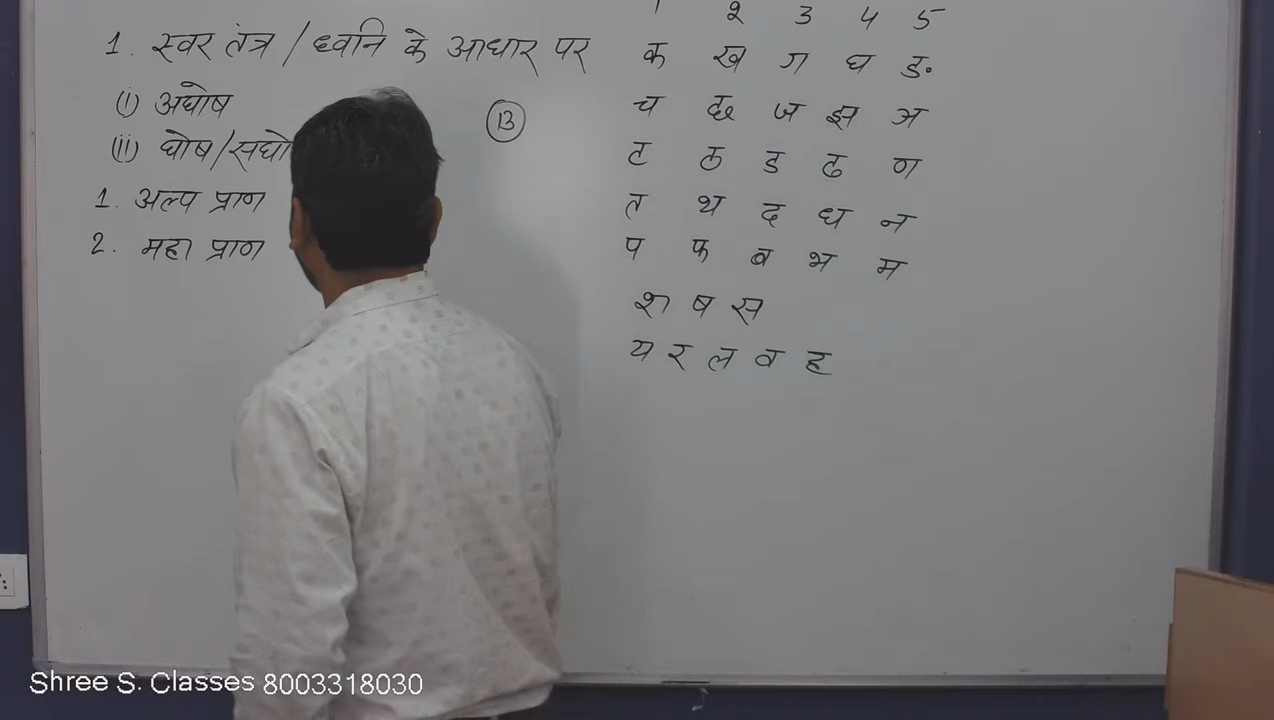 1. स्वर तंत्र / ध्वनि के आधार पर
(i) अघोष
(ii) घोष/सघो
1. अल्प प्राण
2. महा प्राण
13
1 2 3 4 5
क ख ग घ ङ
च छ ज झ ञ
ट ठ ड ढ ण
त थ द ध न
प फ ब भ म
श ष स
य र ल व ह
Shree S. Classes 8003318030